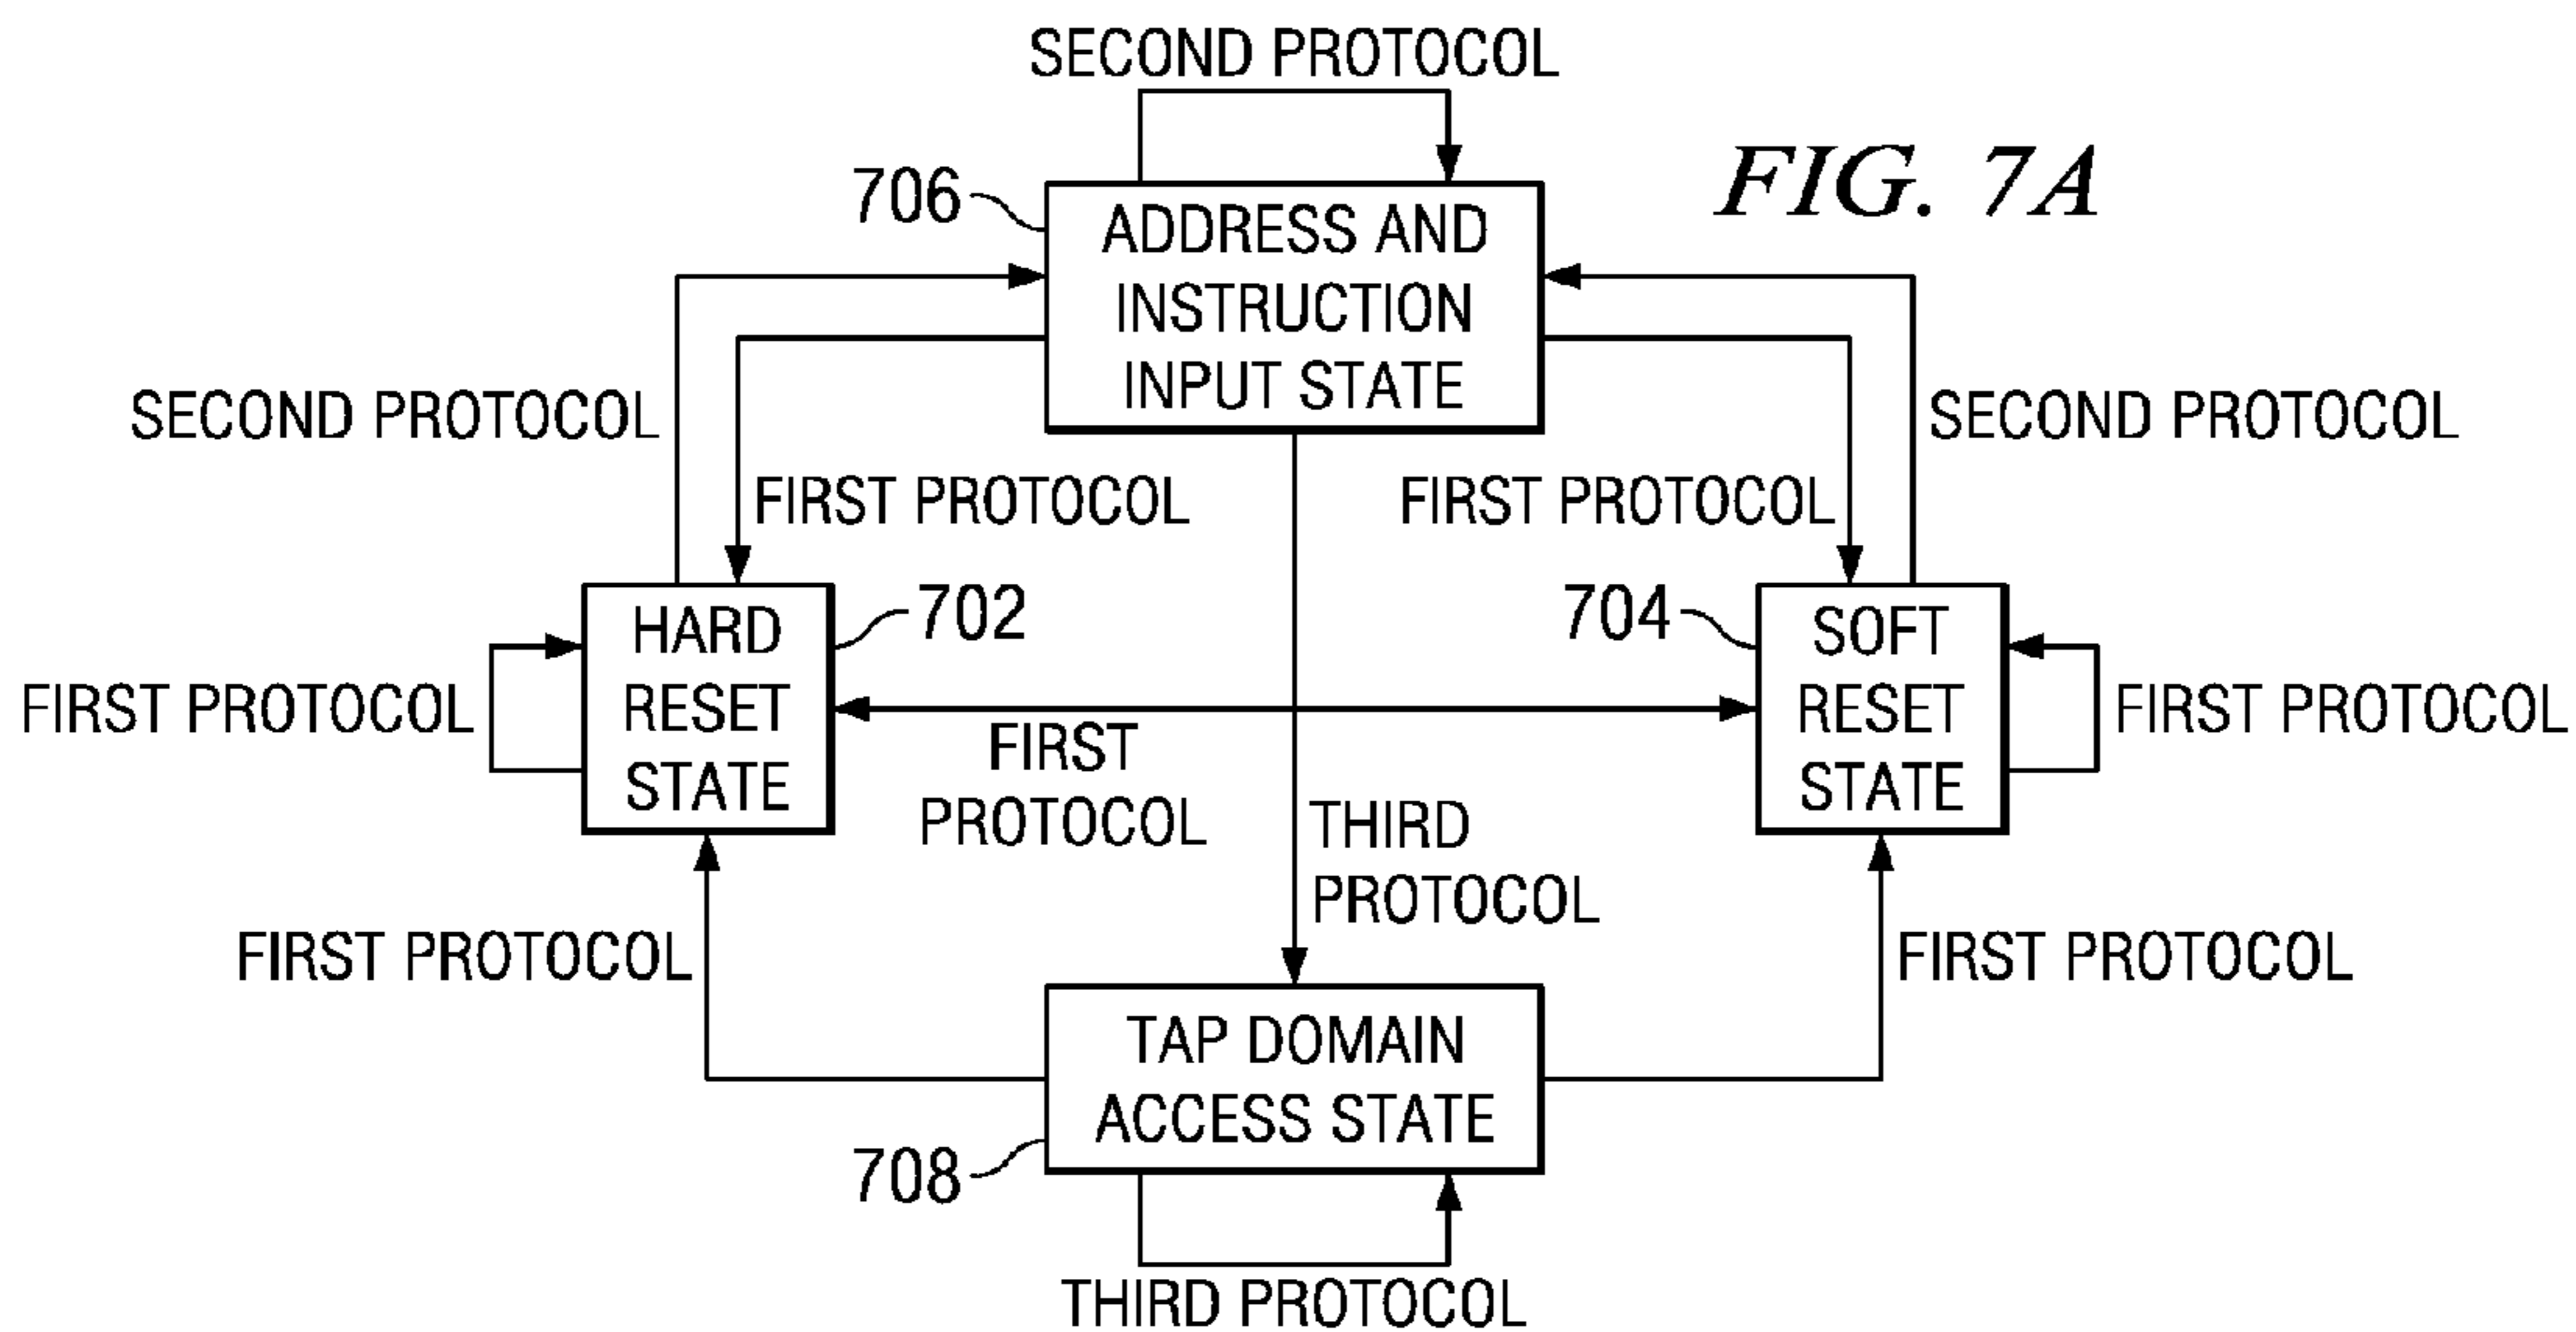 SECOND PROTOCOL
FIG. 7A
706
ADDRESS AND
INSTRUCTION
INPUT STATE
SECOND PROTOCOL
SECOND PROTOCOL
FIRST PROTOCOL
FIRST PROTOCOL
702
704
HARD
RESET
STATE
SOFT
RESET
STATE
FIRST PROTOCOL
FIRST PROTOCOL
FIRST
PROTOCOL
THIRD
PROTOCOL
FIRST PROTOCOL
FIRST PROTOCOL
TAP DOMAIN
ACCESS STATE
708
THIRD PROTOCOL